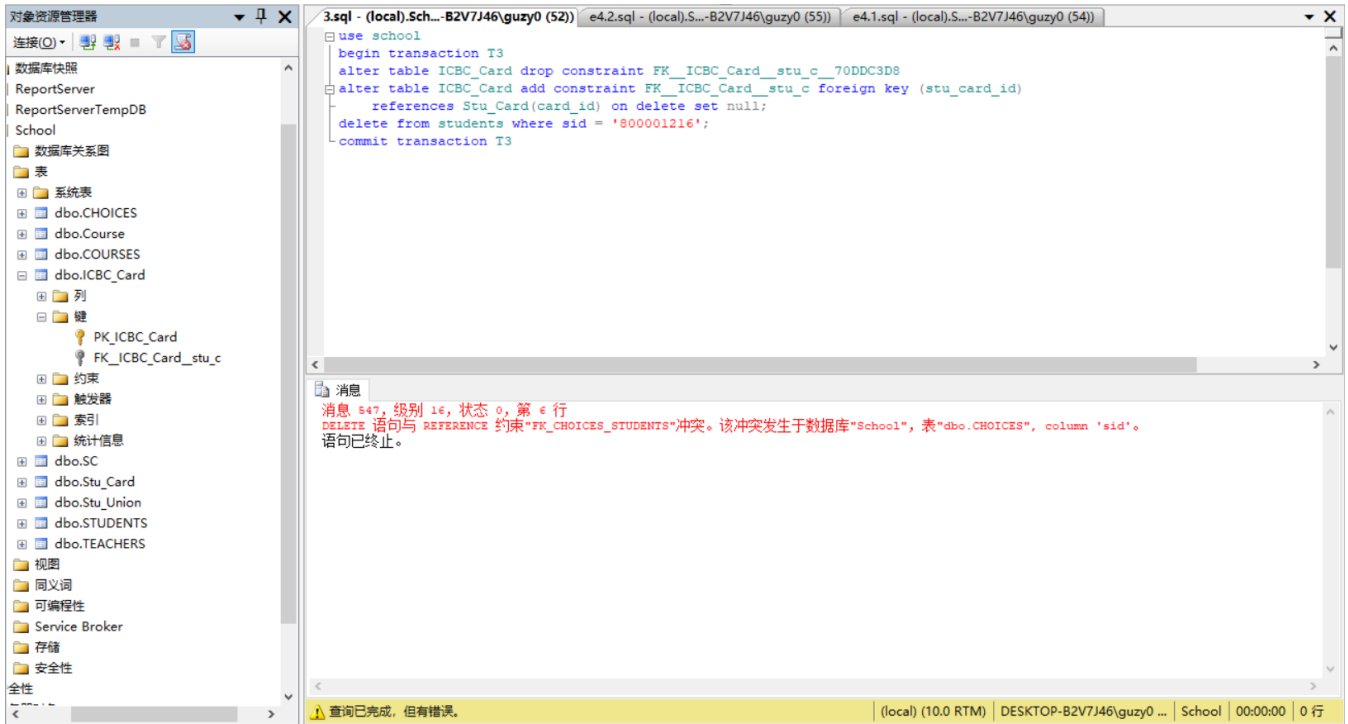 对象资源管理器
连接(O)
数据库快照
ReportServer
ReportServerTempDB
School
数据库关系图
表
系统表
dbo.CHOICES
dbo.Course
dbo.COURSES
dbo.ICBC_Card
列
键
PK_ICBC_Card
FK__ICBC_Card__stu_c
约束
触发器
索引
统计信息
dbo.SC
dbo.Stu_Card
dbo.Stu_Union
dbo.STUDENTS
dbo.TEACHERS
视图
同义词
可编程性
Service Broker
存储
安全性
全性
3.sql - (local).Sch...-B2V7J46\guzy0 (52))
e4.2.sql - (local).S...-B2V7J46\guzy0 (55))
e4.1.sql - (local).S...-B2V7J46\guzy0 (54))
use school
begin transaction T3
alter table ICBC_Card drop constraint FK__ICBC_Card__stu_c__70DDC3D8
alter table ICBC_Card add constraint FK__ICBC_Card__stu_c foreign key (stu_card_id)
references Stu_Card(card_id) on delete set null;
delete from students where sid = '800001216';
commit transaction T3
消息
消息 547，级别 16，状态 0，第 6 行
DELETE 语句与 REFERENCE 约束"FK_CHOICES_STUDENTS"冲突。该冲突发生于数据库"School"，表"dbo.CHOICES", column 'sid'。
语句已终止。
查询已完成，但有错误。
(local) (10.0 RTM)
DESKTOP-B2V7J46\guzy0 ...
School
00:00:00
0 行